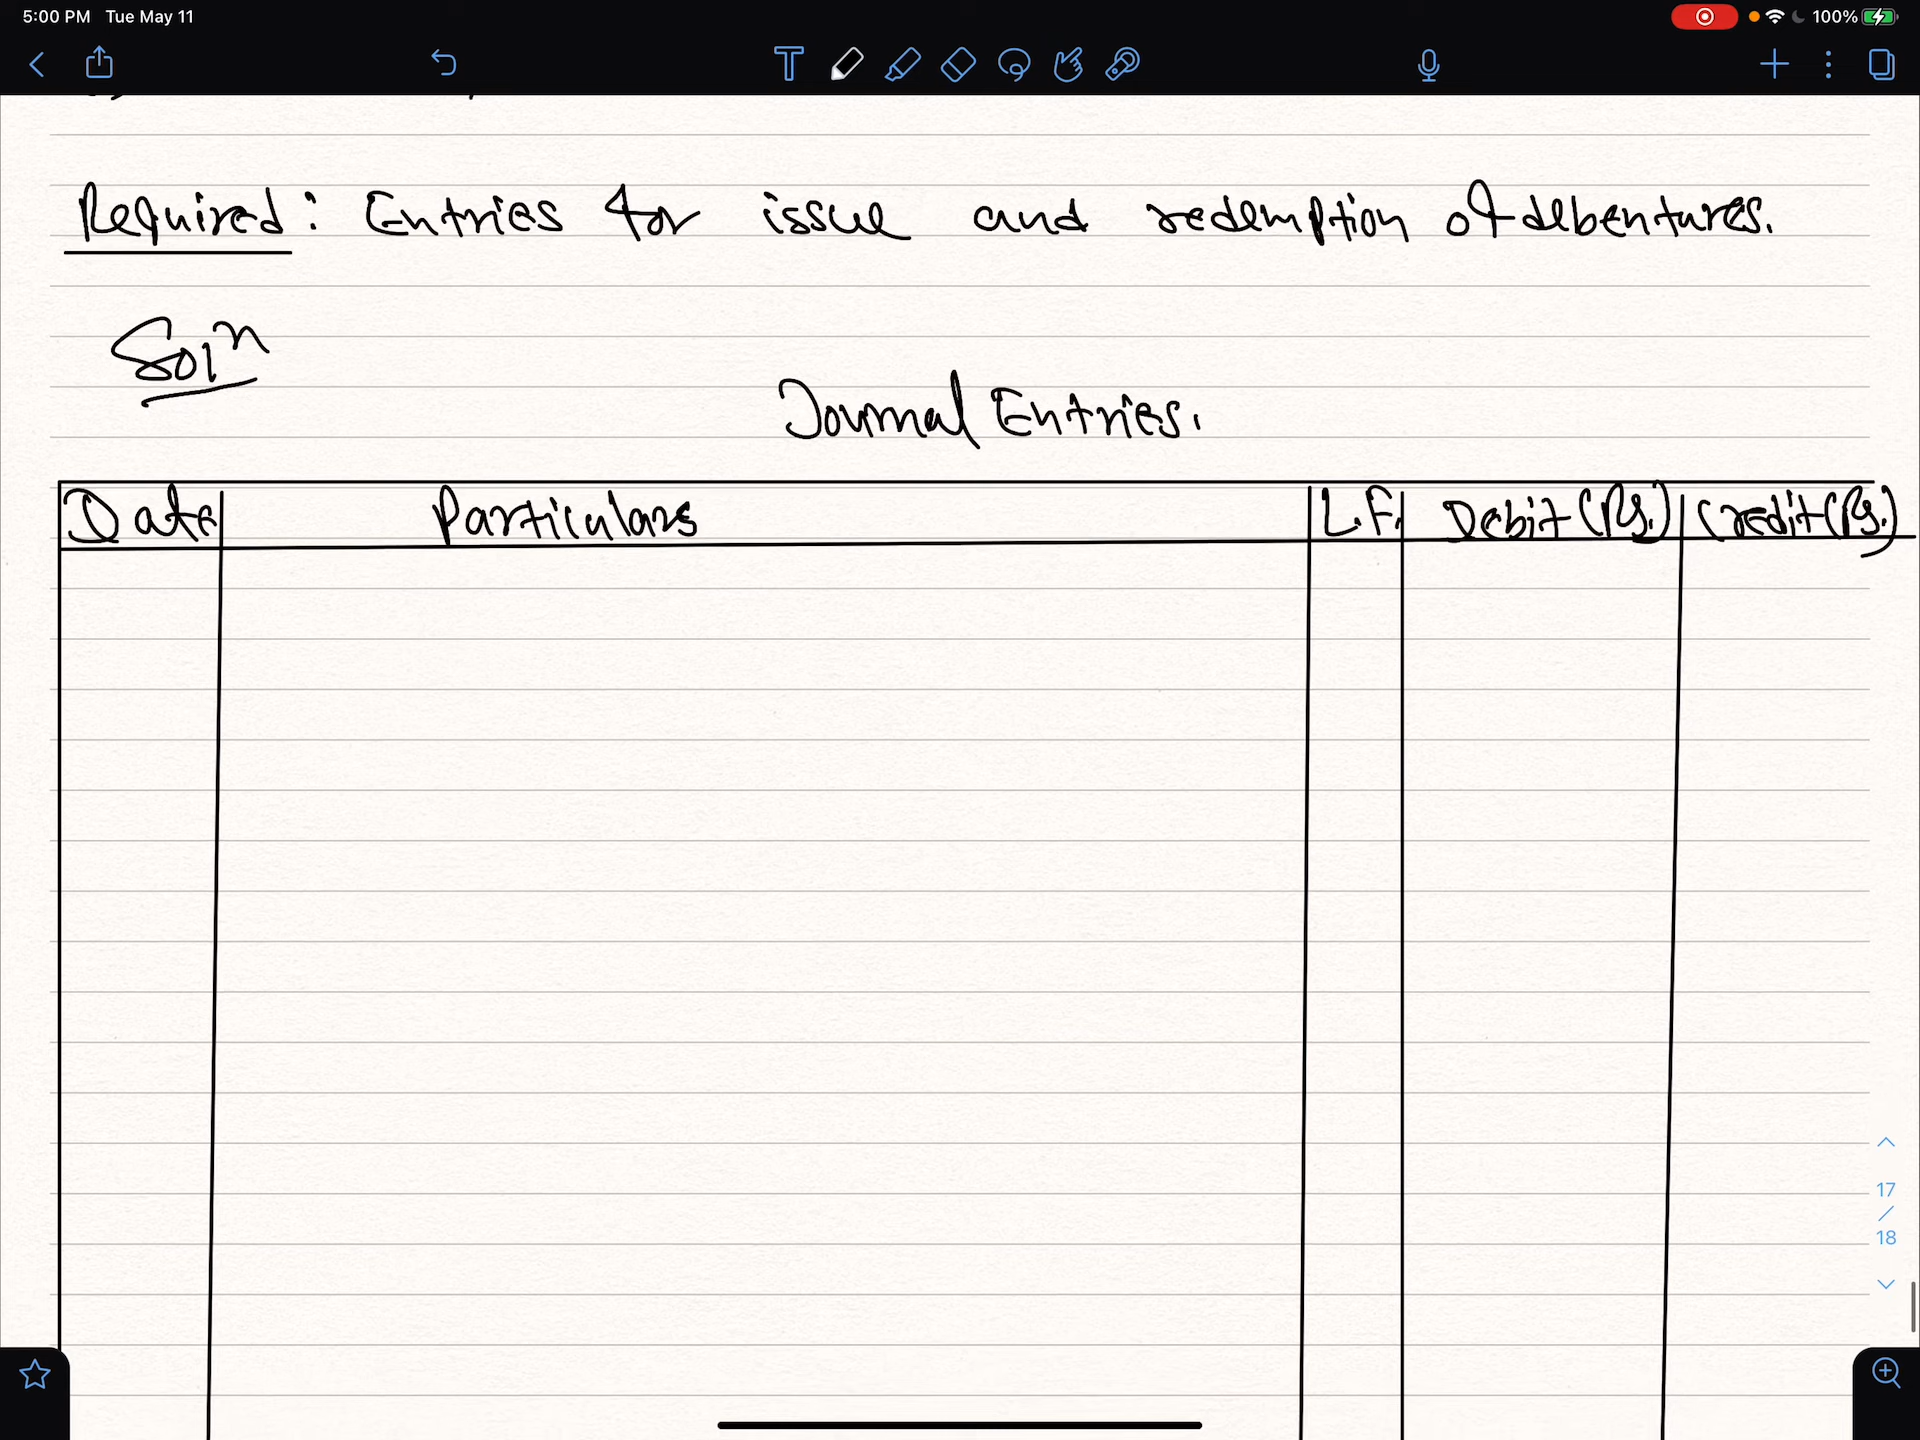 5:00 PM Tue May 11
100%
Required: Entries for issue and redemption of debentures.
Solⁿ
Journal Entries.
Date Particulars L.F. Debit(Rs.) Credit(Rs.)
17
/
18